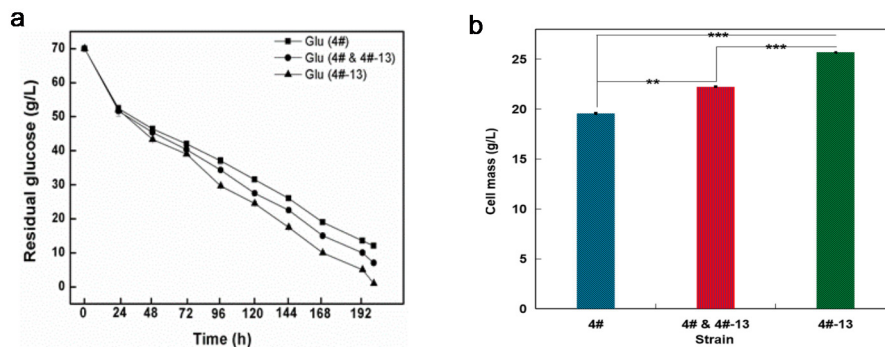 a
Residual glucose (g/L)
70
60
50
40
30
20
10
0
Glu (4#)
Glu (4# & 4#-13)
Glu (4#-13)
0 24 48 72 96 120 144 168 192
Time (h)
b
Cell mass (g/L)
25
20
15
10
5
0
***
***
**
4# 4# & 4#-13 4#-13
Strain